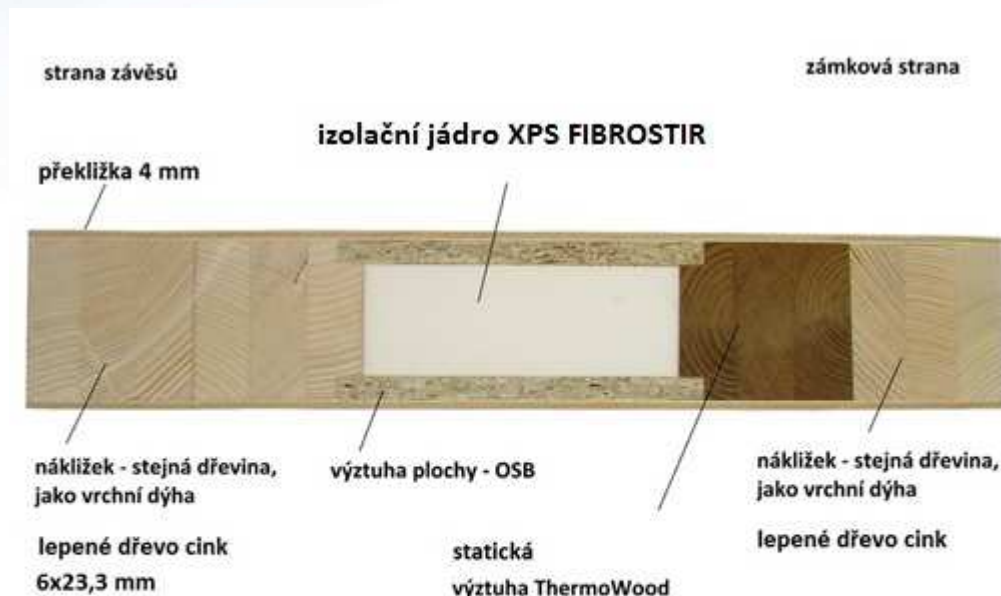 strana závěsů
zámková strana
izolační jádro XPS FIBROSTIR
překližka 4 mm
nákližek - stejná dřevina,
jako vrchní dýha
lepené dřevo cink
6x23,3 mm
výztuha plochy - OSB
statická
výztuha ThermoWood
nákližek - stejná dřevina,
jako vrchní dýha
lepené dřevo cink